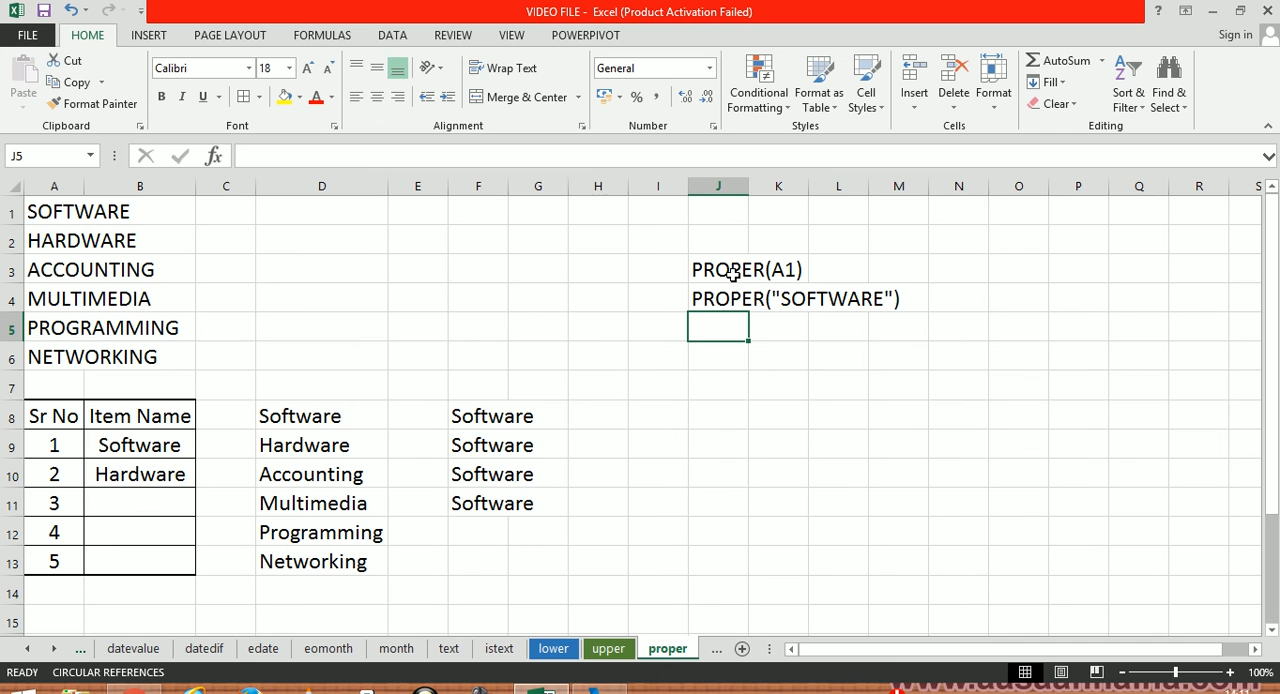 VIDEO FILE - Excel (Product Activation Failed)
?
FILE HOME INSERT PAGE LAYOUT FORMULAS DATA REVIEW VIEW POWERPIVOT Sign in
Paste
Cut
Copy
Format Painter
Clipboard
Calibri 18
B I U
Font
Wrap Text
Merge & Center
Alignment
General
% ,
Number
Conditional Formatting
Format as Table
Cell Styles
Styles
Insert Delete Format
Cells
AutoSum
Fill
Clear
Sort & Filter
Find & Select
Editing
J5 fx
A B C D E F G H I J K L M N O P Q R S
1 SOFTWARE
2 HARDWARE
3 ACCOUNTING PROPER(A1)
4 MULTIMEDIA PROPER("SOFTWARE")
5 PROGRAMMING
6 NETWORKING
7
8 Sr No Item Name Software Software
9 1 Software Hardware Software
10 2 Hardware Accounting Software
11 3 Multimedia Software
12 4 Programming
13 5 Networking
14
15
... datevalue datedif edate eomonth month text istext lower upper proper ...
READY CIRCULAR REFERENCES 100%